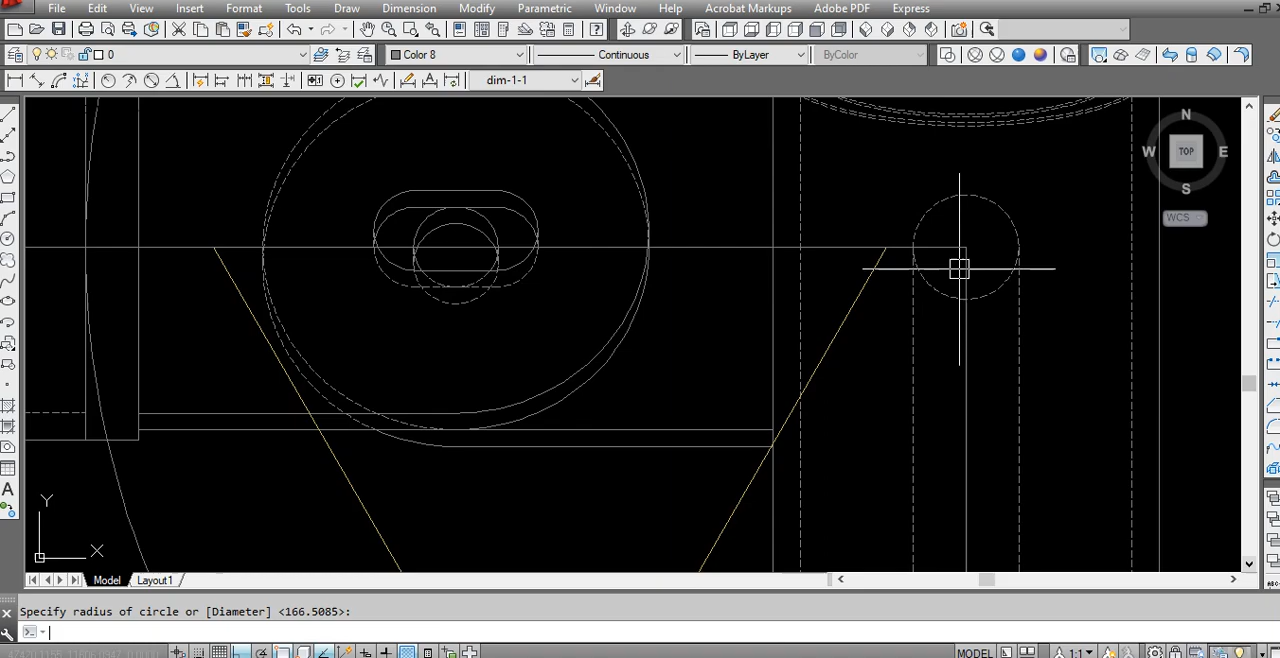 File Edit View Insert Format Tools Draw Dimension Modify Parametric Window Help Acrobat Markups Adobe PDF Express
0 Color 8 Continuous ByLayer ByColor
dim-1-1
N
W TOP E
S
WCS
Y
X
A
Model Layout1
Specify radius of circle or [Diameter] <166.5085>:
MODEL 1:1